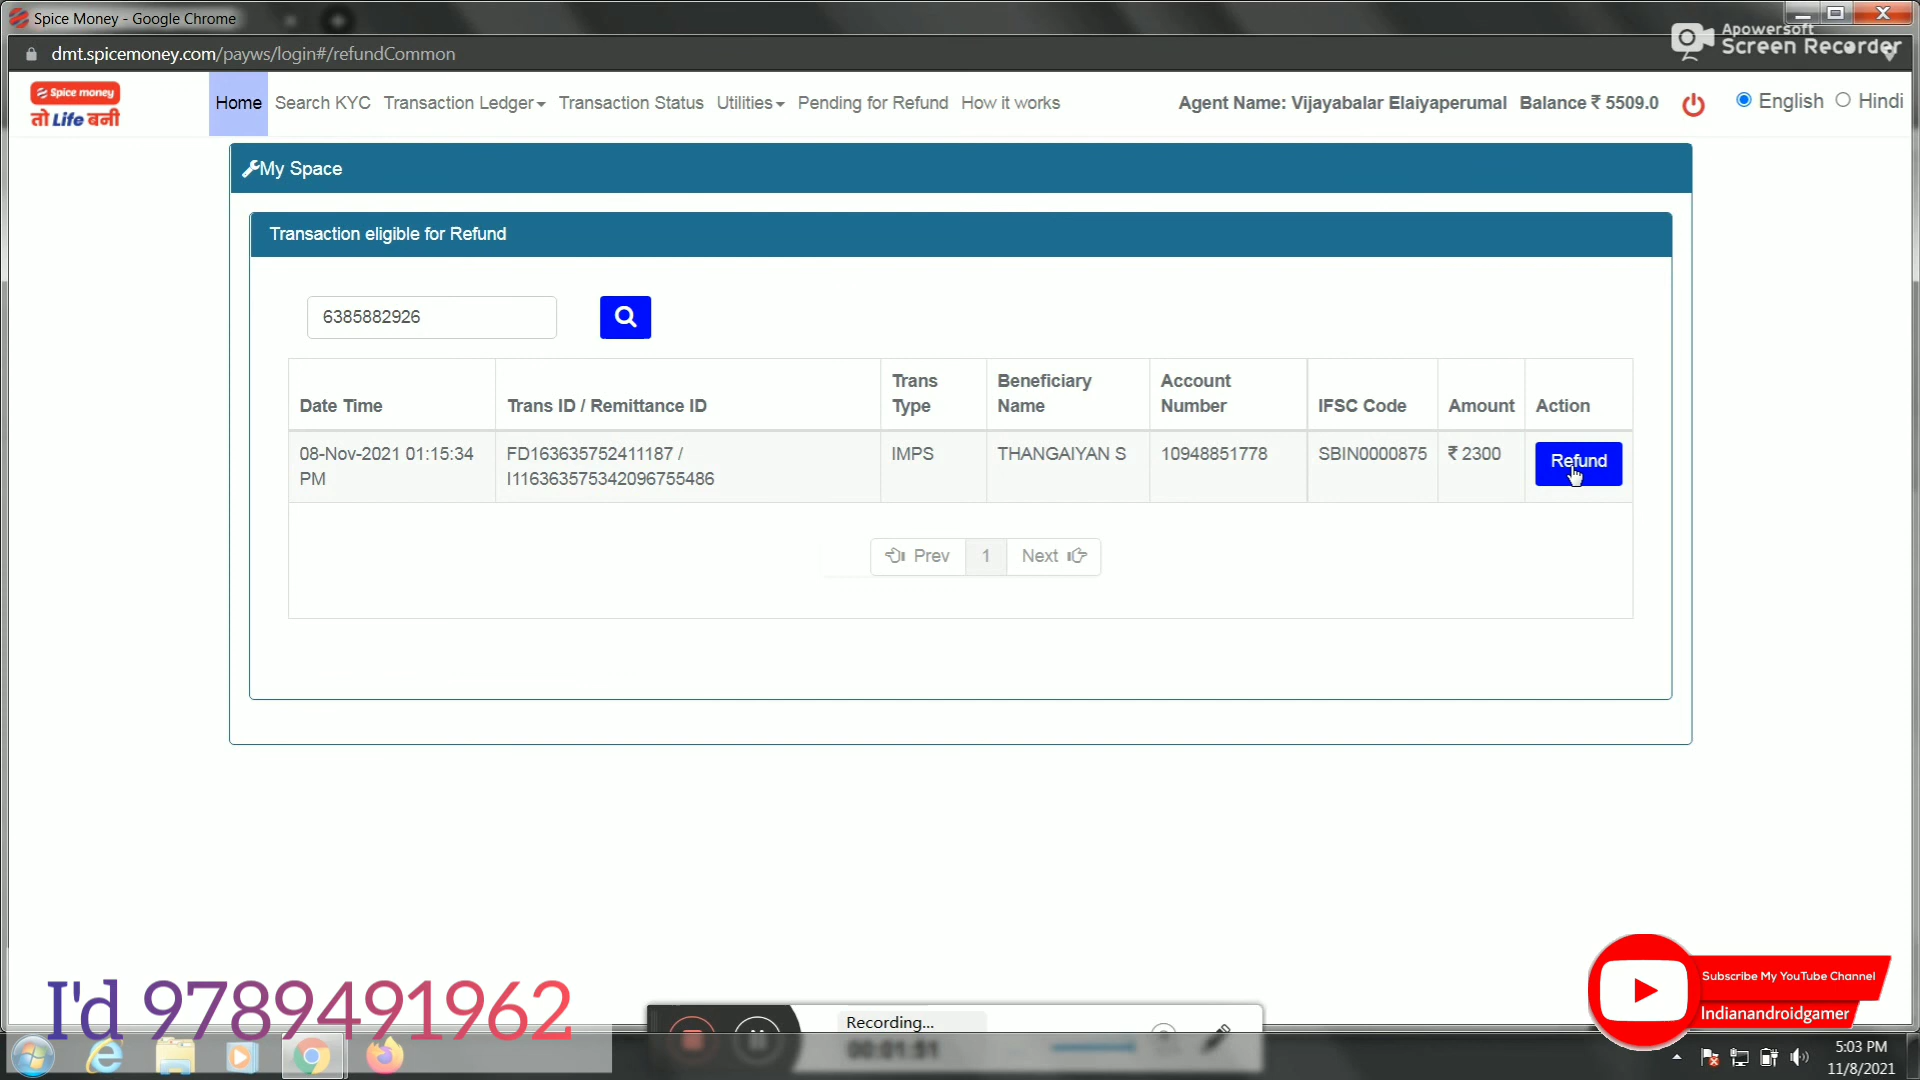 Spice Money - Google Chrome
dmt.spicemoney.com/payws/login#/refundCommon
Apowersoft
Screen Recorder
Spice money
तो Life बनी
Home Search KYC Transaction Ledger Transaction Status Utilities Pending for Refund How it works
Agent Name: Vijayabalar Elaiyaperumal Balance ₹ 5509.0
English Hindi
My Space
Transaction eligible for Refund
6385882926
Date Time Trans ID / Remittance ID Trans Type Beneficiary Name Account Number IFSC Code Amount Action
08-Nov-2021 01:15:34 FD163635752411187 / IMPS THANGAIYAN S 10948851778 SBIN0000875 ₹ 2300 Refund
PM I116363575342096755486
Prev 1 Next
I'd 9789491962
Recording...
00:01:51
Subscribe My YouTube Channel
Indianandroidgamer
5:03 PM
11/8/2021